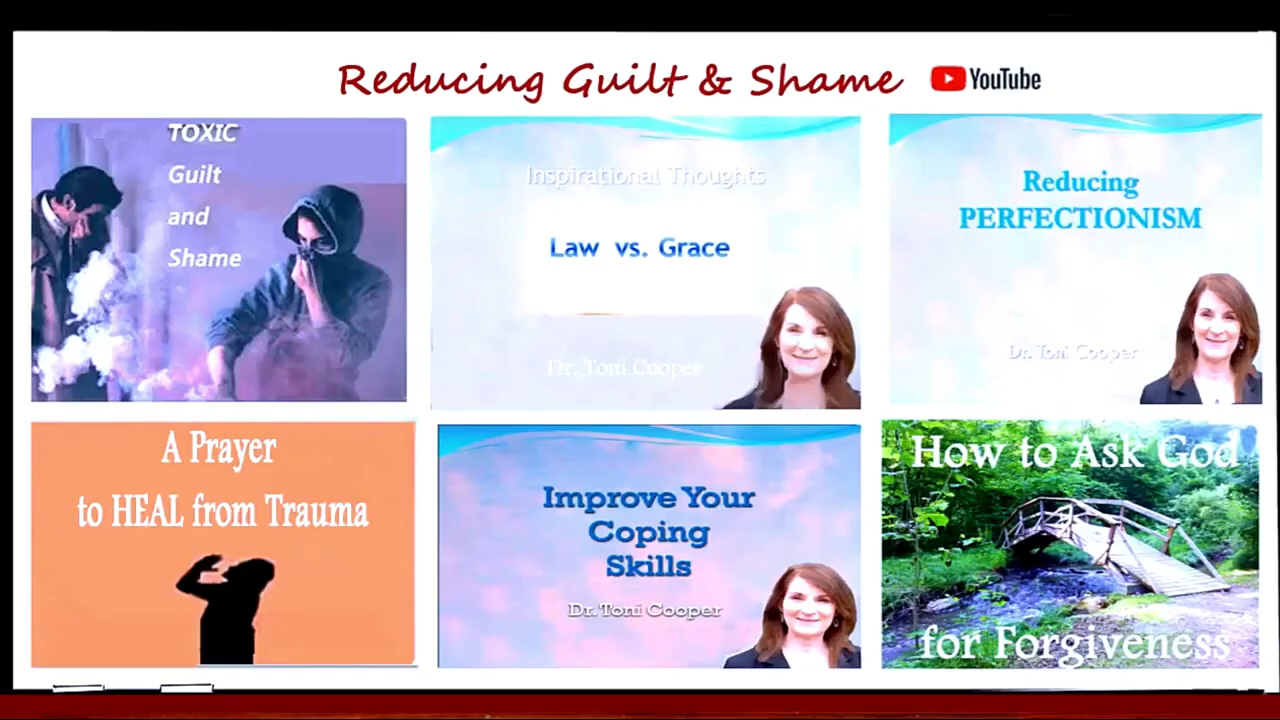 Reducing Guilt & Shame
YouTube
TOXIC
Guilt
and
Shame
Inspirational Thoughts
Law vs. Grace
Dr. Toni Cooper
Reducing
PERFECTIONISM
Dr. Toni Cooper
A Prayer
to HEAL from Trauma
Improve Your
Coping
Skills
Dr. Toni Cooper
How to Ask God
for Forgiveness